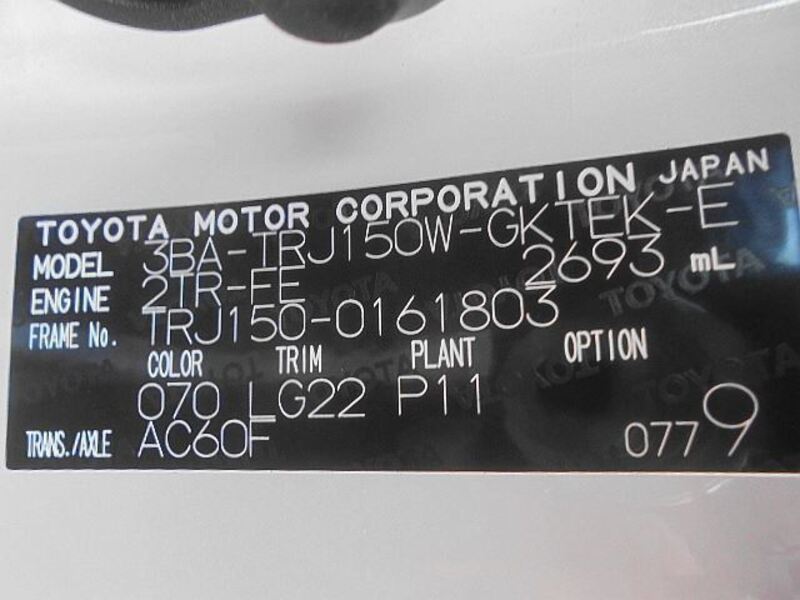 TOYOTA MOTOR CORPORATION JAPAN
MODEL 3BA-TRJ150W-GKTEK-E
ENGINE 2TR-FE 2693 mL
FRAME No. TRJ150-0161803
COLOR TRIM PLANT OPTION
070 LG22 P11
TRANS./AXLE AC60F 0779